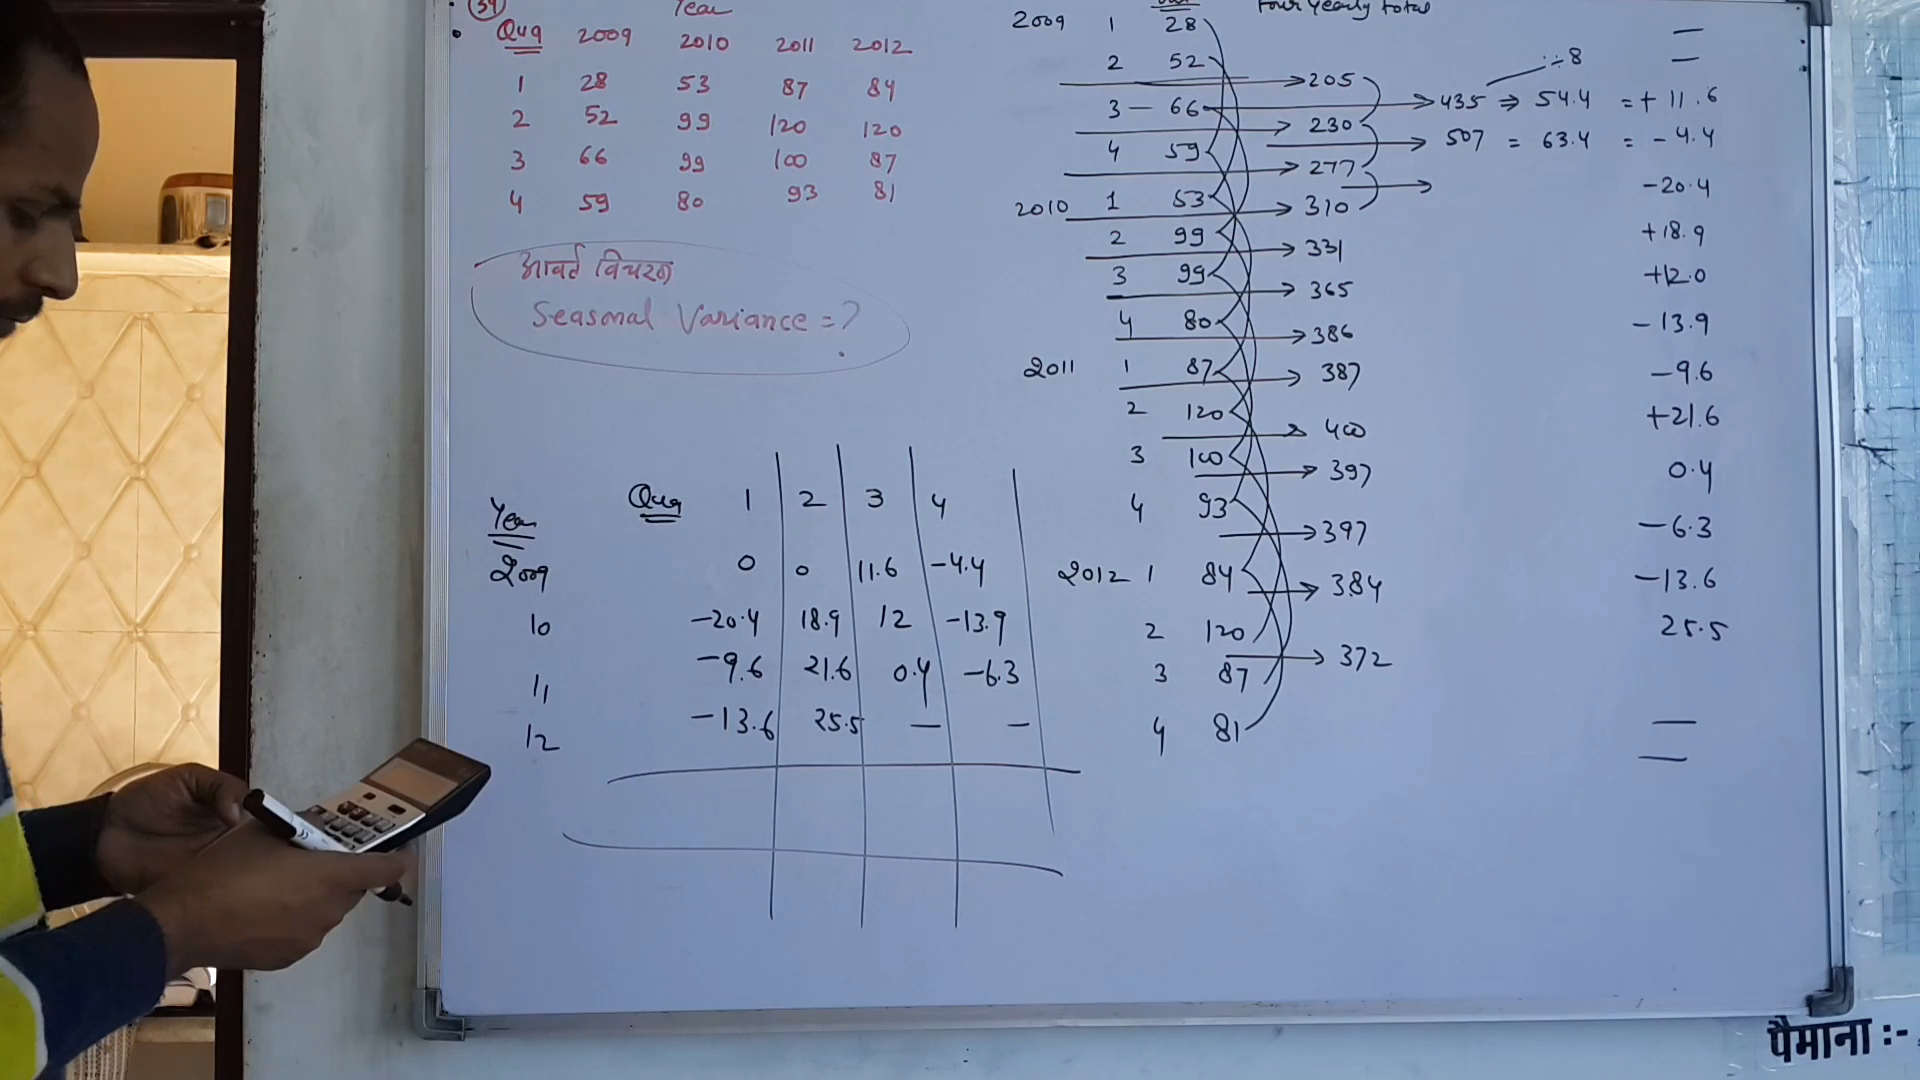 39 Year
Qua 2009 2010 2011 2012
1 28 53 87 84
2 52 99 120 120
3 66 99 100 87
4 59 80 93 81
आवर्त विचरण
Seasonal Variance = ?
Year Qua 1 2 3 4
2009 0 0 11.6 -4.4
10 -20.4 18.9 12 -13.9
11 -9.6 21.6 0.4 -6.3
12 -13.6 25.5 — -
Four Yearly total
2009 1 28 —
2 52 ÷8 —
205
3 — 66 435 ⇒ 54.4 = + 11.6
230
4 59 507 = 63.4 = - 4.4
277
2010 1 53 -20.4
310
2 99 +18.9
331
3 99 +12.0
365
4 80 -13.9
386
2011 1 87 -9.6
387
2 120 +21.6
400
3 100 0.4
397
4 93 -6.3
397
2012 1 84 -13.6
384
2 120 25.5
372
3 87 —
4 81 —
पैमाना :-